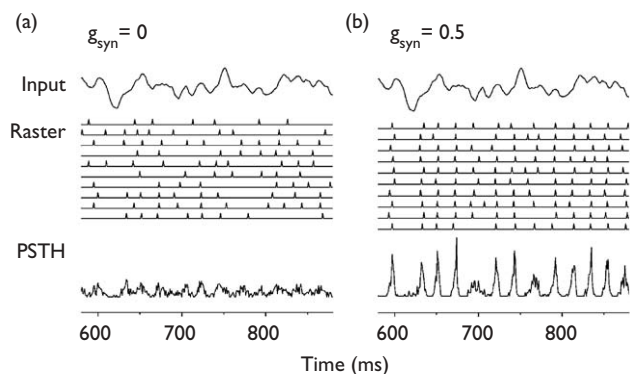 (a)
g_syn = 0
(b)
g_syn = 0.5
Input
Raster
PSTH
600 700 800
600 700 800
Time (ms)